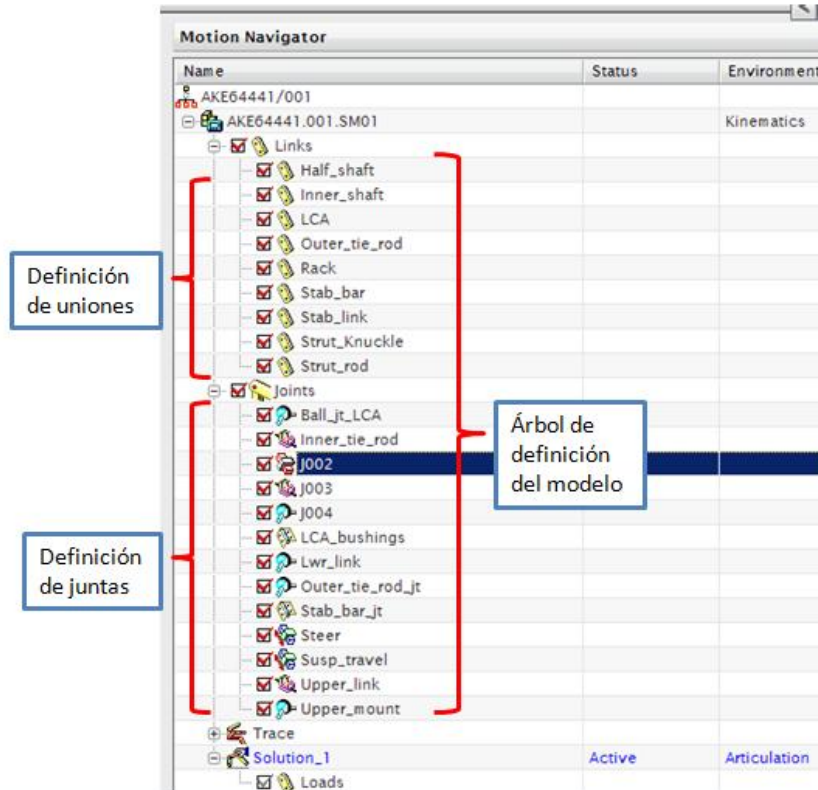 Motion Navigator
Name Status Environment
AKE64441/001
AKE64441.001.SM01 Kinematics
Links
Half_shaft
Inner_shaft
LCA
Outer_tie_rod
Rack
Stab_bar
Stab_link
Strut_Knuckle
Strut_rod
Joints
Ball_jt_LCA
Inner_tie_rod
J002
J003
J004
LCA_bushings
Lwr_link
Outer_tie_rod_jt
Stab_bar_jt
Steer
Susp_travel
Upper_link
Upper_mount
Trace
Solution_1 Active Articulation
Loads
Definición
de uniones
Árbol de
definición
del modelo
Definición
de juntas